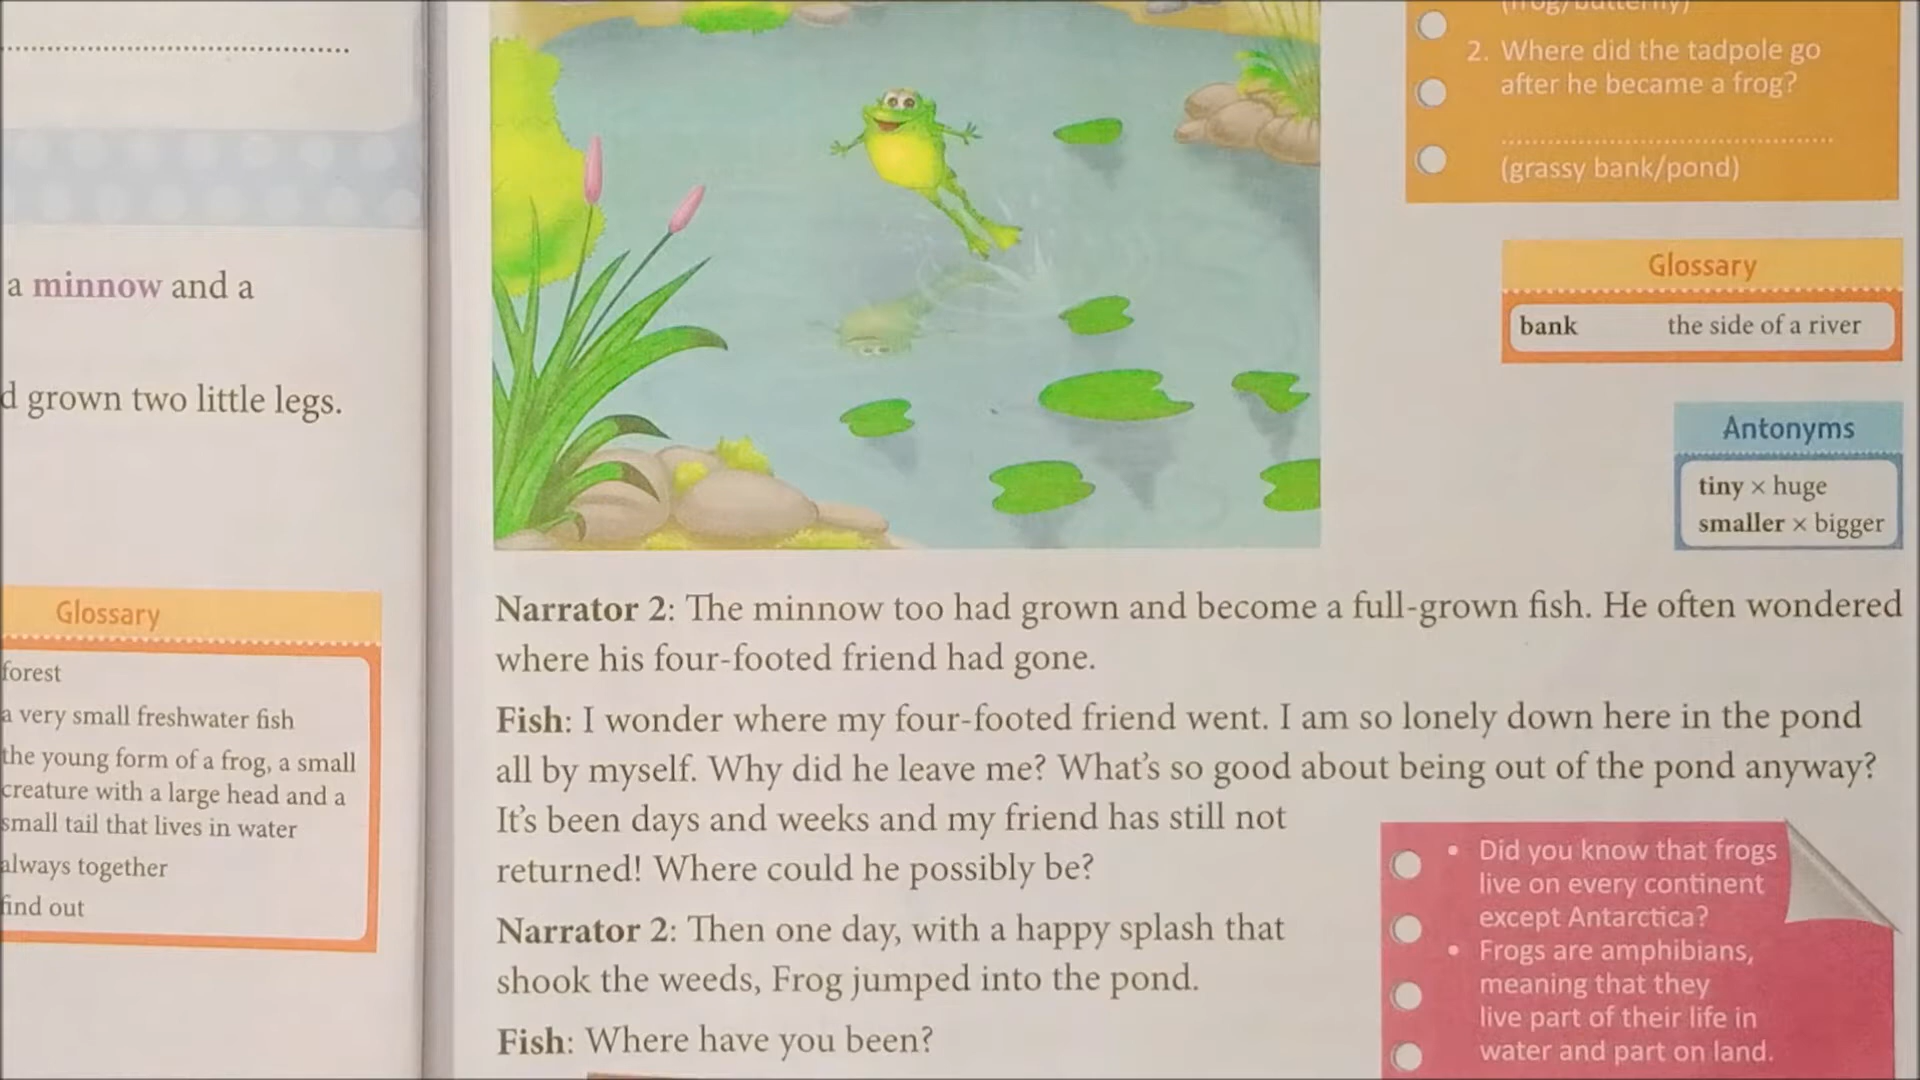 a minnow and a
d grown two little legs.
Glossary
forest
a very small freshwater fish
the young form of a frog, a small
creature with a large head and a
small tail that lives in water
always together
find out
(frog/butterfly)
2. Where did the tadpole go
after he became a frog?
(grassy bank/pond)
Glossary
bank the side of a river
Antonyms
tiny × huge
smaller × bigger
Narrator 2: The minnow too had grown and become a full-grown fish. He often wondered
where his four-footed friend had gone.
Fish: I wonder where my four-footed friend went. I am so lonely down here in the pond
all by myself. Why did he leave me? What's so good about being out of the pond anyway?
It's been days and weeks and my friend has still not
returned! Where could he possibly be?
Narrator 2: Then one day, with a happy splash that
shook the weeds, Frog jumped into the pond.
Fish: Where have you been?
• Did you know that frogs
live on every continent
except Antarctica?
• Frogs are amphibians,
meaning that they
live part of their life in
water and part on land.